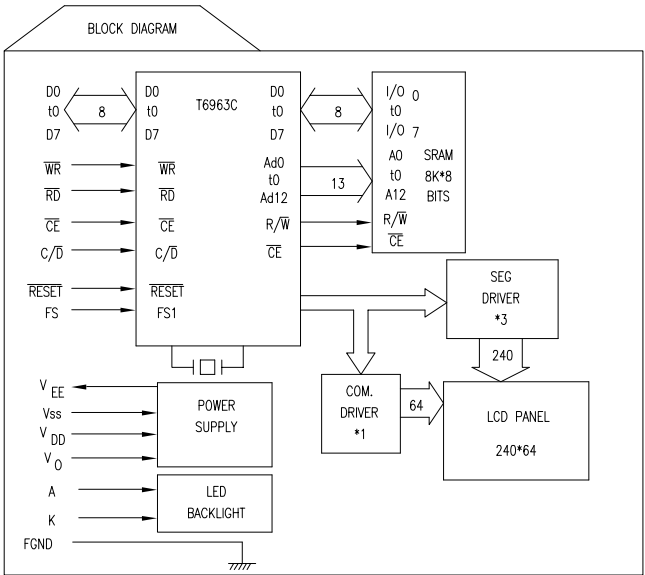 BLOCK DIAGRAM
D0
t0
D7
8
D0
t0
D7
T6963C
D0
t0
D7
8
I/O 0
t0
I/O 7
WR
RD
CE
C/D
RESET
FS
WR
RD
CE
C/D
RESET
FS1
Ad0
t0
Ad12
R/W
CE
13
A0
t0
A12
R/W
CE
SRAM
8K*8
BITS
SEG
DRIVER
*3
240
COM.
DRIVER
*1
64
LCD PANEL
240*64
VEE
Vss
VDD
VO
POWER
SUPPLY
A
K
LED
BACKLIGHT
FGND